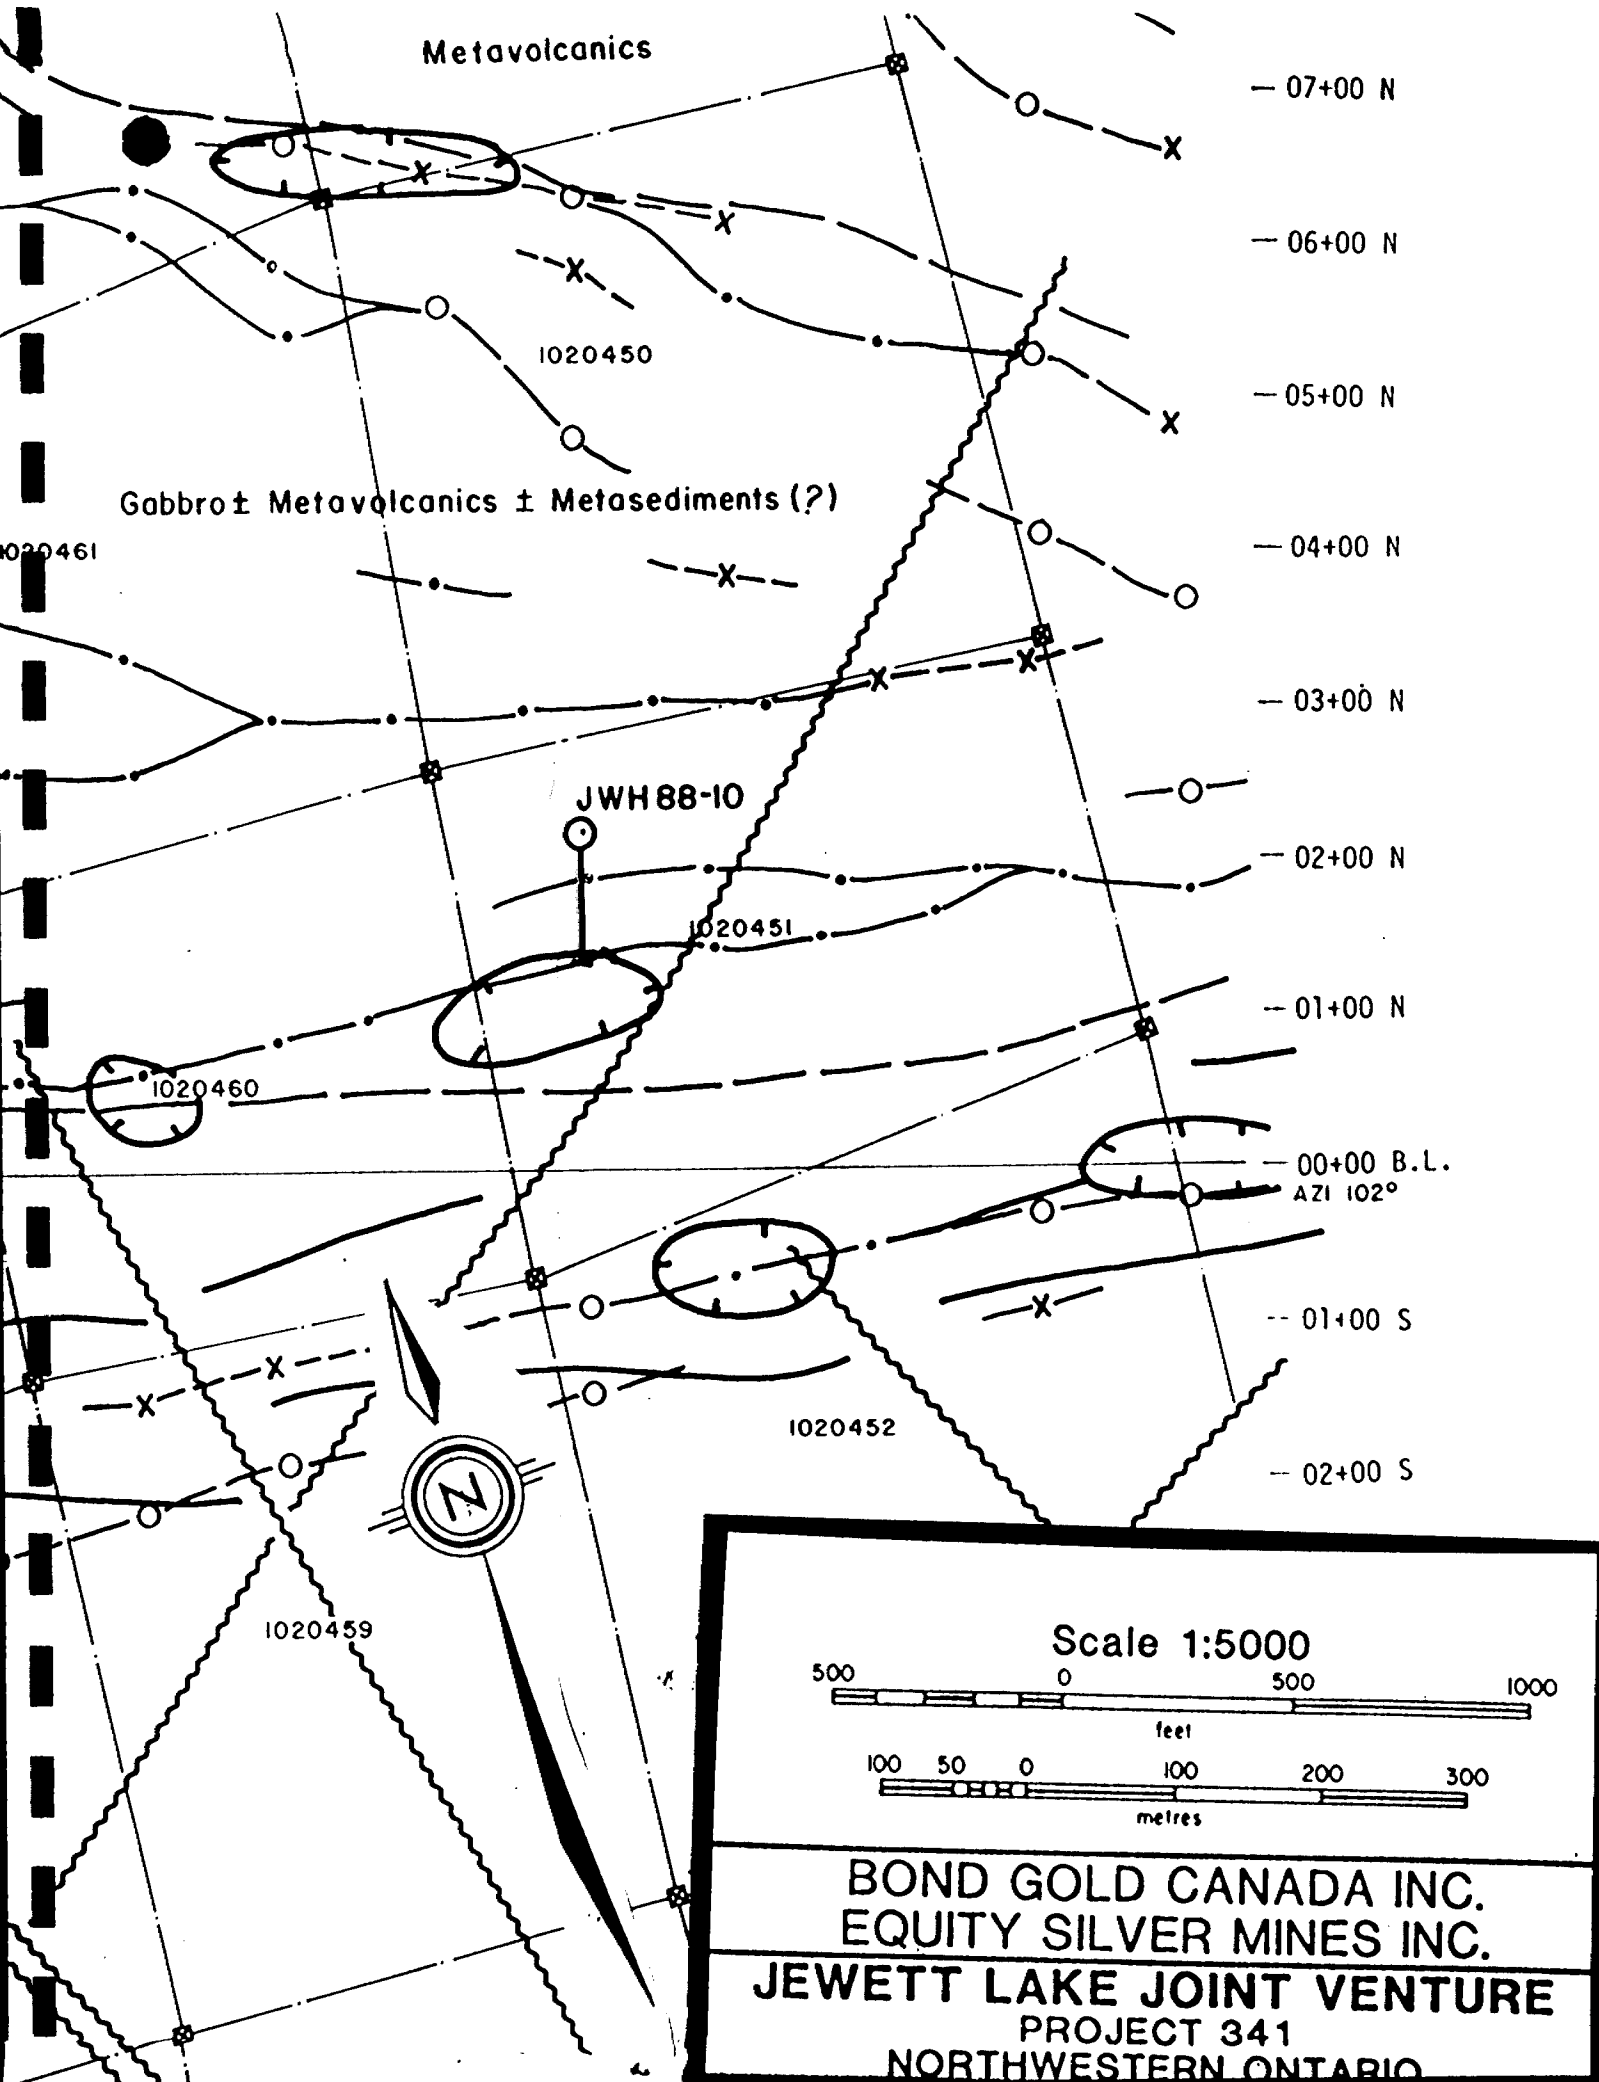 Metavolcanics
07+00 N
06+00 N
1020450
05+00 N
Gabbro ± Metavolcanics ± Metasediments (?)
1020461
04+00 N
03+00 N
JWH 88-10
02+00 N
1020451
01+00 N
1020460
00+00 B.L.
AZI 102°
01+00 S
1020452
02+00 S
N
1020459
Scale 1:5000
500 0 500 1000
feet
100 50 0 100 200 300
metres
BOND GOLD CANADA INC.
EQUITY SILVER MINES INC.
JEWETT LAKE JOINT VENTURE
PROJECT 341
NORTHWESTERN ONTARIO